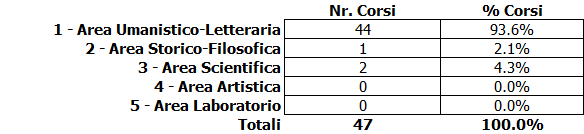 Nr. Corsi % Corsi
1 - Area Umanistico-Letteraria 44 93.6%
2 - Area Storico-Filosofica 1 2.1%
3 - Area Scientifica 2 4.3%
4 - Area Artistica 0 0.0%
5 - Area Laboratorio 0 0.0%
Totali 47 100.0%